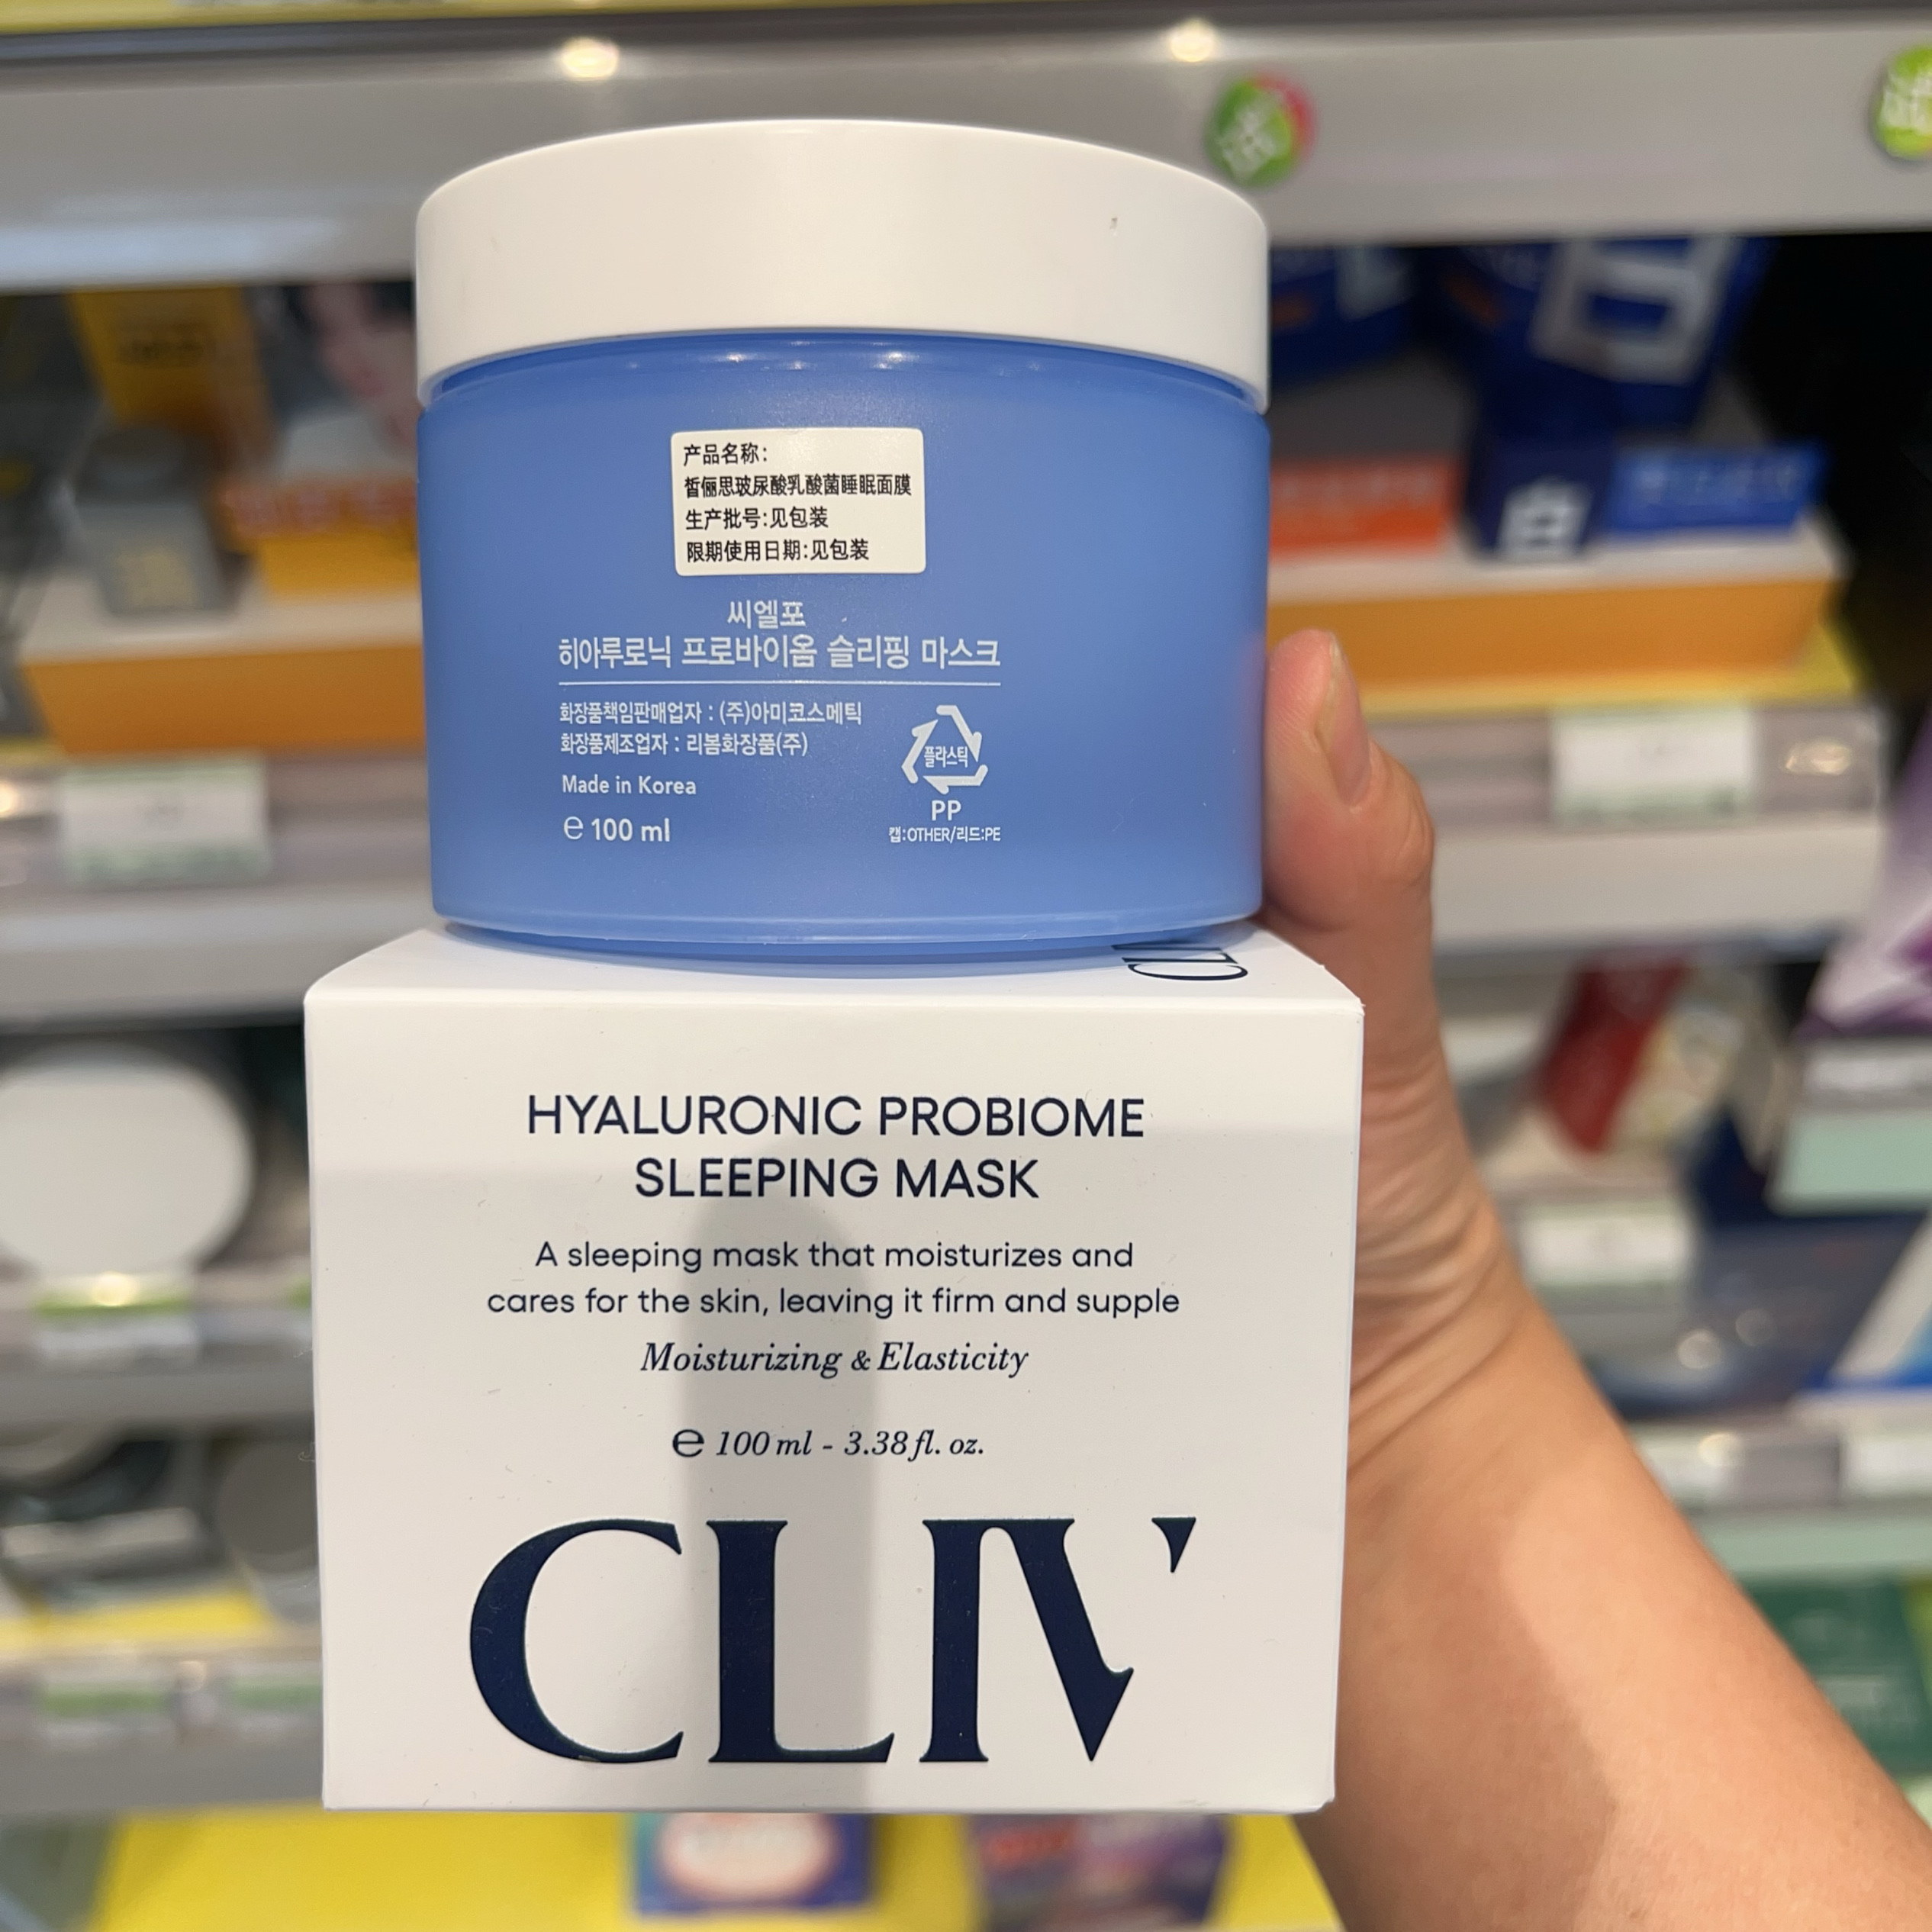 产品名称:
皙俪思玻尿酸乳酸菌睡眠面膜
生产批号:见包装
限期使用日期:见包装
씨엘포
히아루로닉 프로바이옴 슬리핑 마스크
화장품책임판매업자 : (주)아미코스메틱
화장품제조업자 : 리봄화장품(주)
Made in Korea
℮ 100 ml
플라스틱
PP
캡:OTHER/리드:PE
HYALURONIC PROBIOME
SLEEPING MASK
A sleeping mask that moisturizes and
cares for the skin, leaving it firm and supple
Moisturizing & Elasticity
℮ 100 ml - 3.38 fl. oz.
CLIV